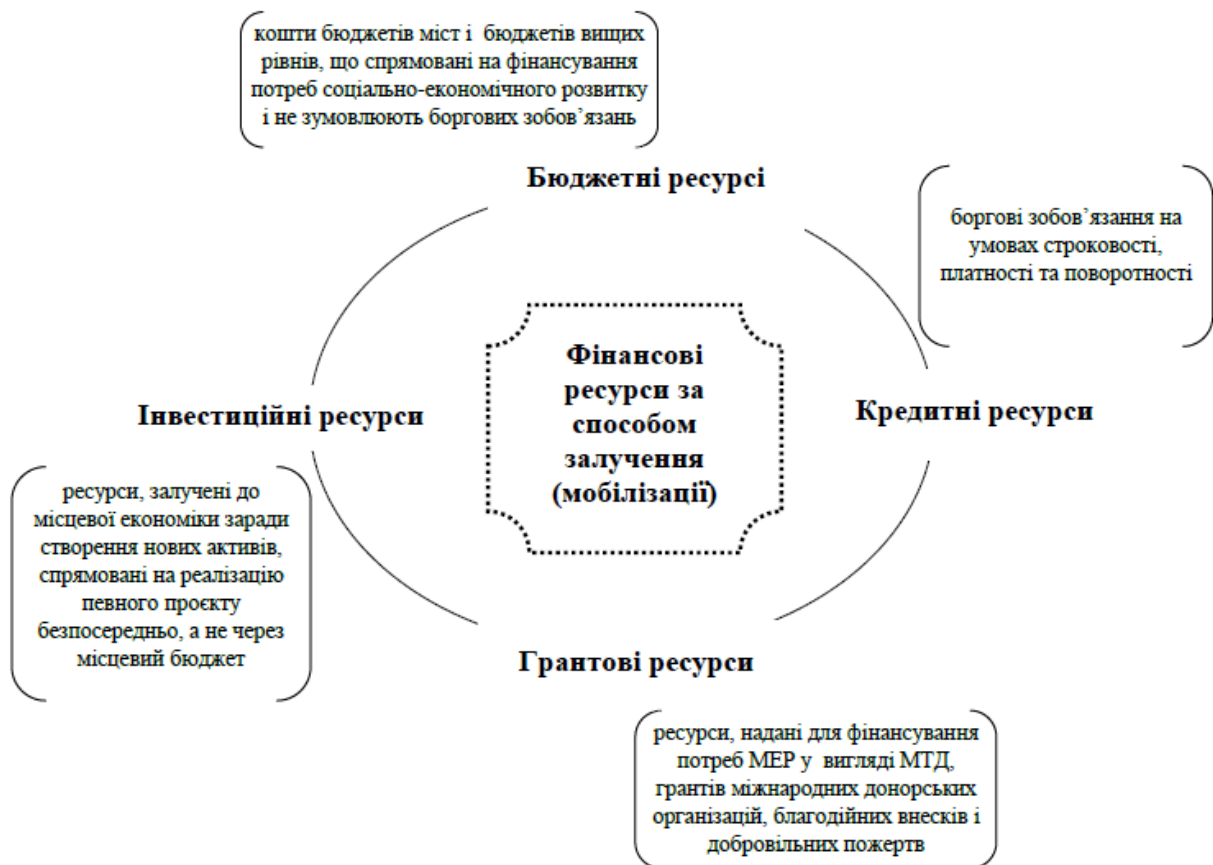 кошти бюджетів міст і бюджетів вищих
рівнів, що спрямовані на фінансування
потреб соціально-економічного розвитку
і не зумовлюють боргових зобов’язань
Бюджетні ресурсі
боргові зобов’язання на
умовах строковості,
платності та поворотності
Фінансові
ресурси за
способом
залучення
(мобілізації)
Інвестиційні ресурси
Кредитні ресурси
ресурси, залучені до
місцевої економіки заради
створення нових активів,
спрямовані на реалізацію
певного проєкту
безпосередньо, а не через
місцевий бюджет
Грантові ресурси
ресурси, надані для фінансування
потреб МЕР у вигляді МТД,
грантів міжнародних донорських
організацій, благодійних внесків і
добровільних пожертв